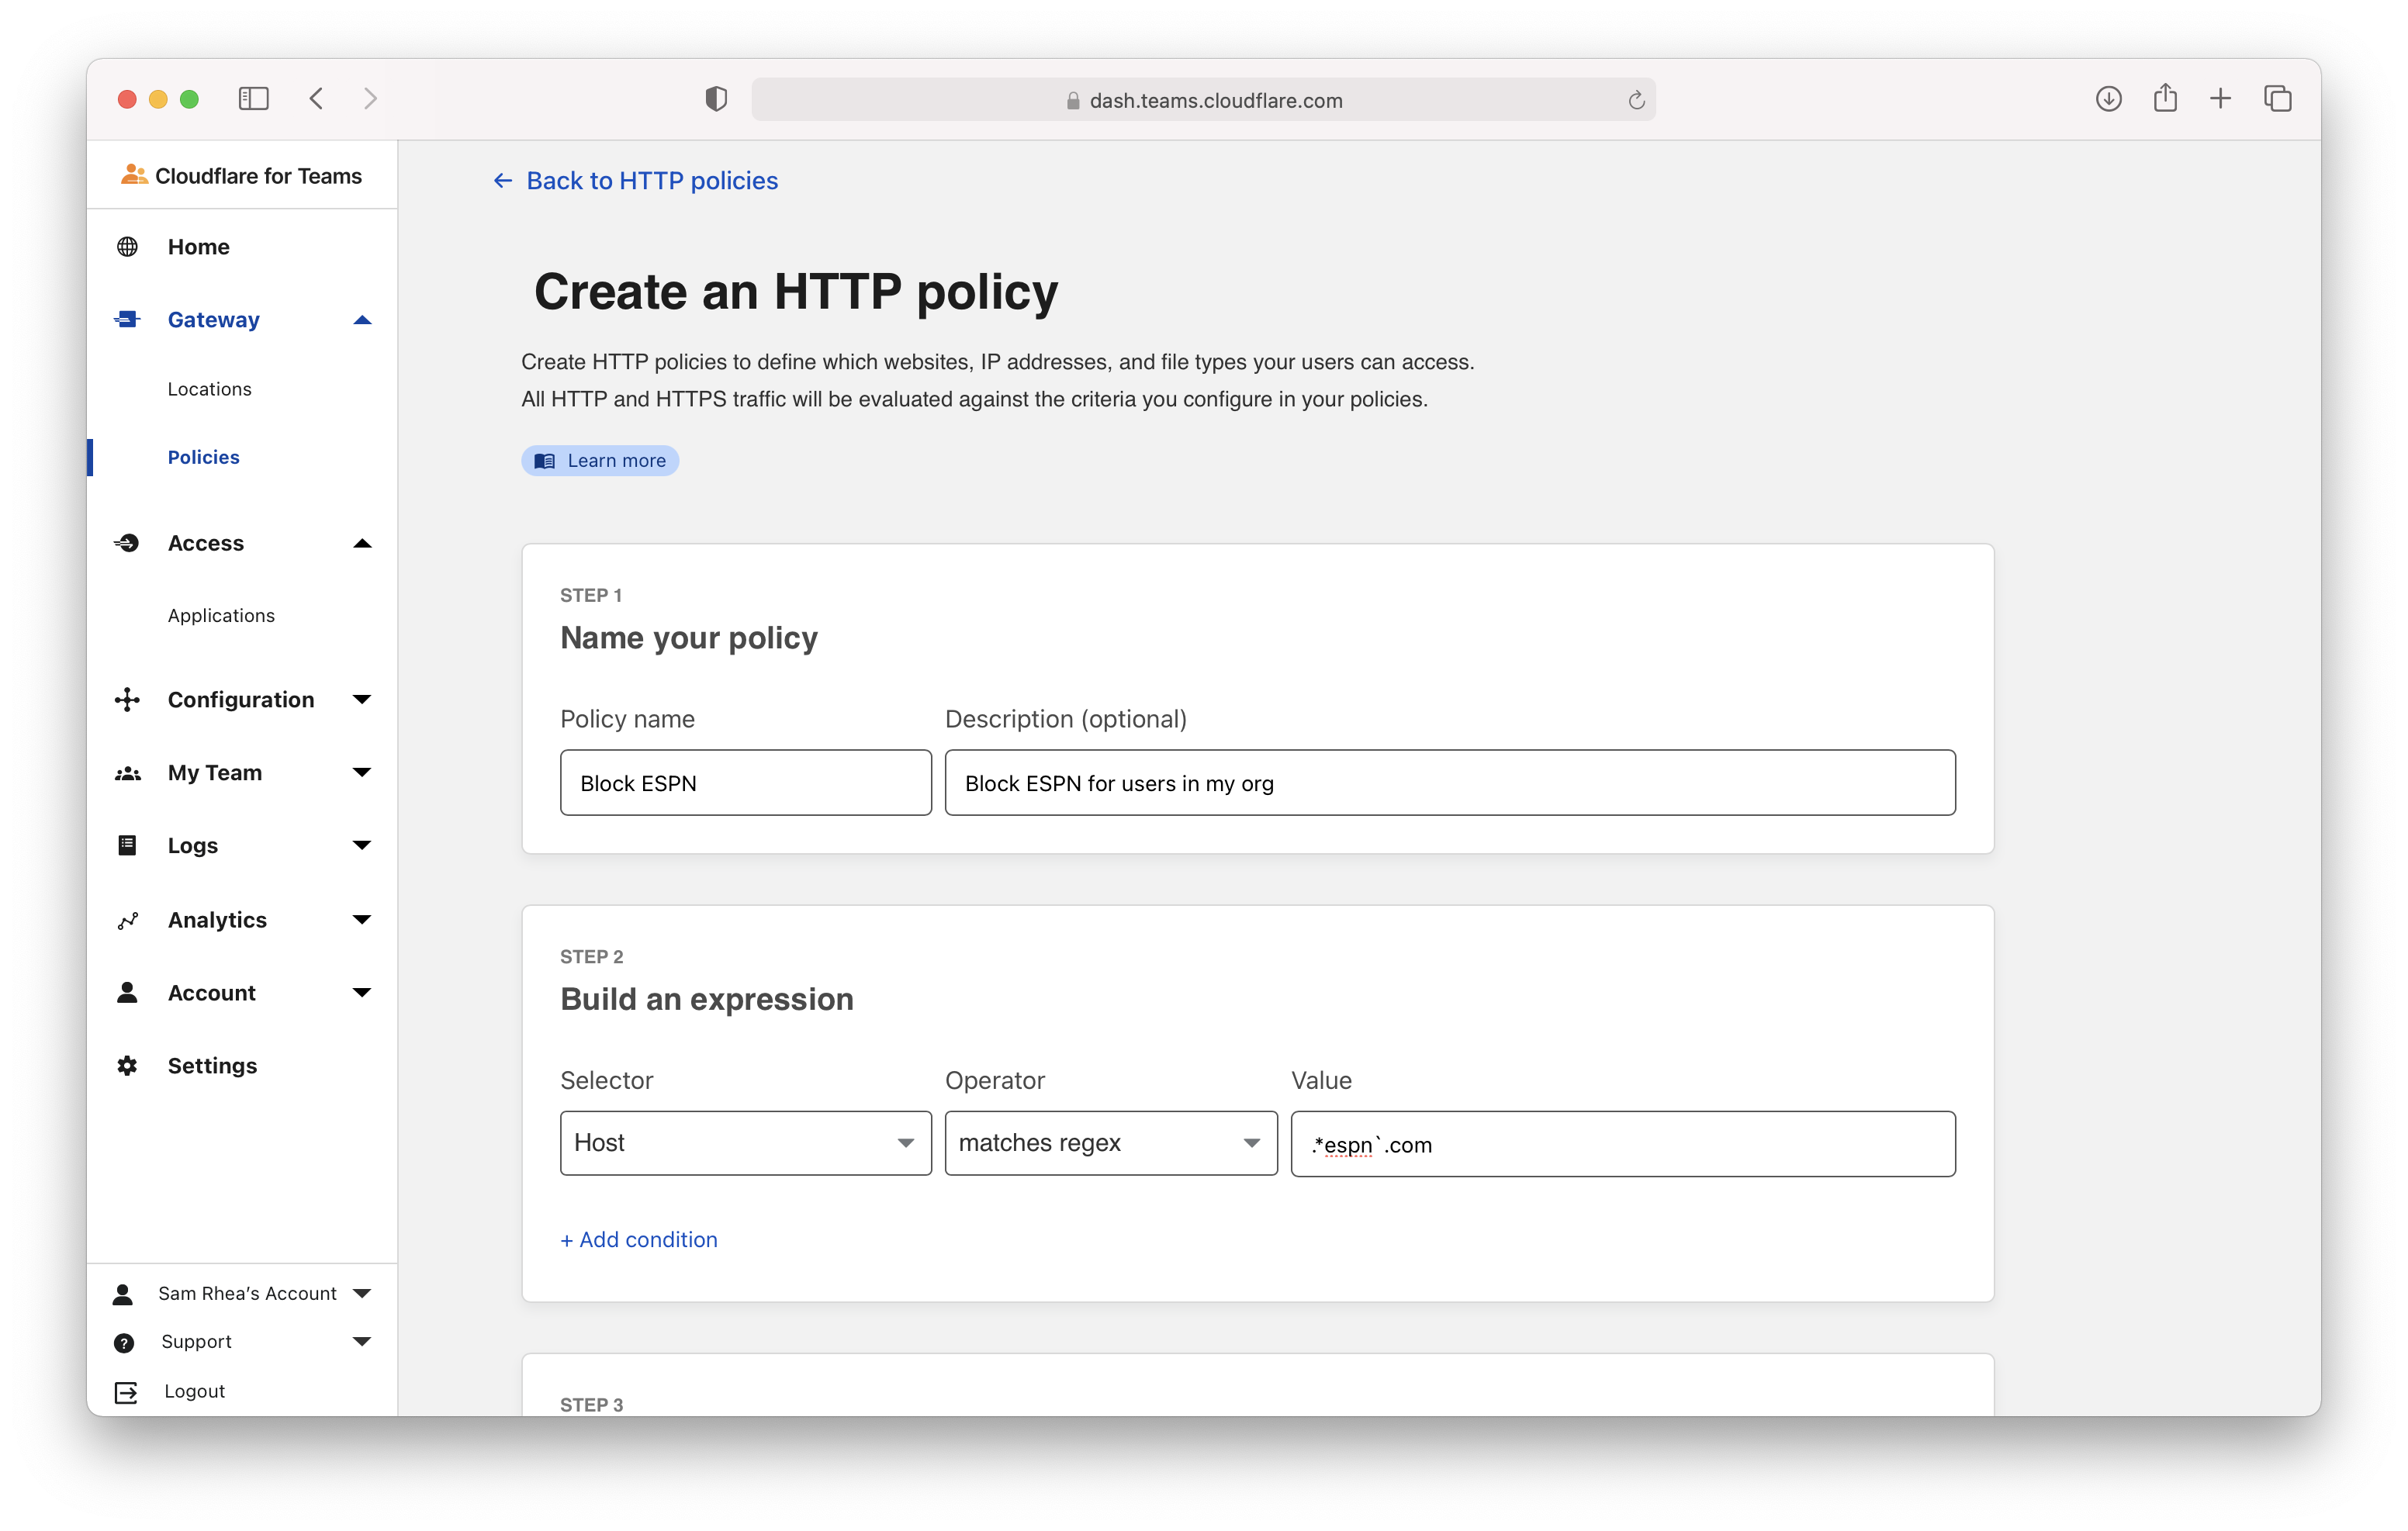 dash.teams.cloudflare.com
Cloudflare for Teams
Home
Gateway
Locations
Policies
Access
Applications
Configuration
My Team
Logs
Analytics
Account
Settings
Sam Rhea's Account
Support
Logout
← Back to HTTP policies
Create an HTTP policy
Create HTTP policies to define which websites, IP addresses, and file types your users can access.
All HTTP and HTTPS traffic will be evaluated against the criteria you configure in your policies.
Learn more
STEP 1
Name your policy
Policy name
Description (optional)
Block ESPN
Block ESPN for users in my org
STEP 2
Build an expression
Selector
Operator
Value
Host
matches regex
.*espn`.com
+ Add condition
STEP 3